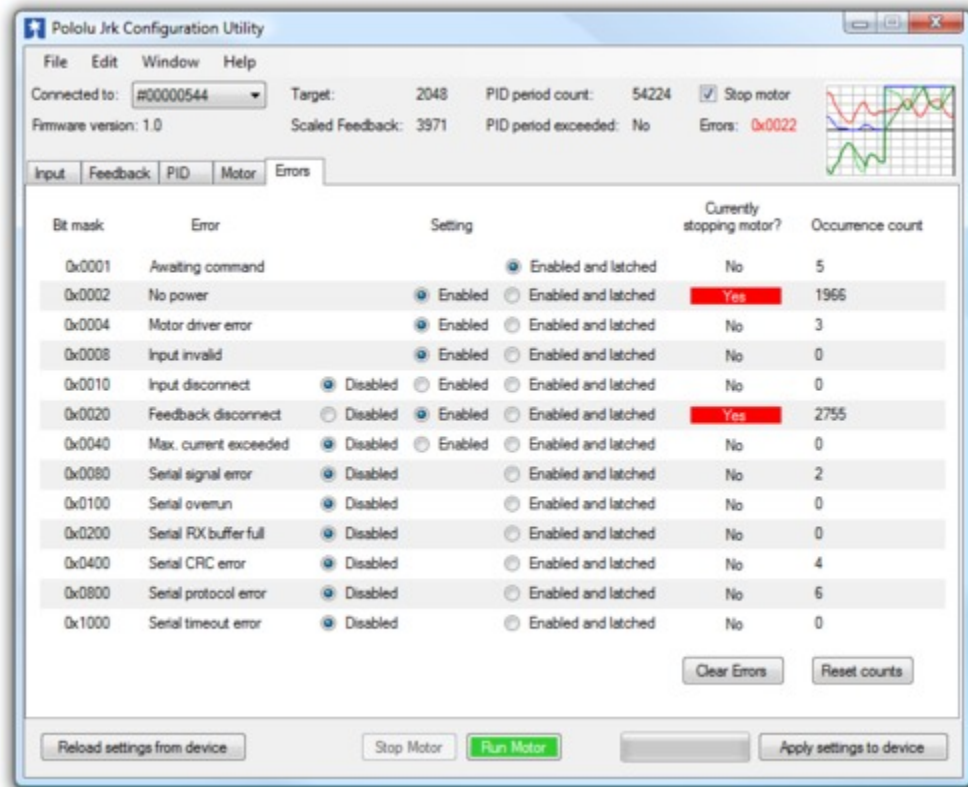 Pololu Jrk Configuration Utility
File Edit Window Help
Connected to: #00000544 Target: 2048 PID period count: 54224 Stop motor
Firmware version: 1.0 Scaled Feedback: 3971 PID period exceeded: No Errors: 0x0022
Input Feedback PID Motor Errors
Currently
Bit mask Error Setting stopping motor? Occurrence count
0x0001 Awaiting command Enabled and latched No 5
0x0002 No power Enabled Enabled and latched Yes 1966
0x0004 Motor driver error Enabled Enabled and latched No 3
0x0008 Input invalid Enabled Enabled and latched No 0
0x0010 Input disconnect Disabled Enabled Enabled and latched No 0
0x0020 Feedback disconnect Disabled Enabled Enabled and latched Yes 2755
0x0040 Max. current exceeded Disabled Enabled Enabled and latched No 0
0x0080 Serial signal error Disabled Enabled and latched No 2
0x0100 Serial overrun Disabled Enabled and latched No 0
0x0200 Serial RX buffer full Disabled Enabled and latched No 0
0x0400 Serial CRC error Disabled Enabled and latched No 4
0x0800 Serial protocol error Disabled Enabled and latched No 6
0x1000 Serial timeout error Disabled Enabled and latched No 0
Clear Errors Reset counts
Reload settings from device Stop Motor Run Motor Apply settings to device